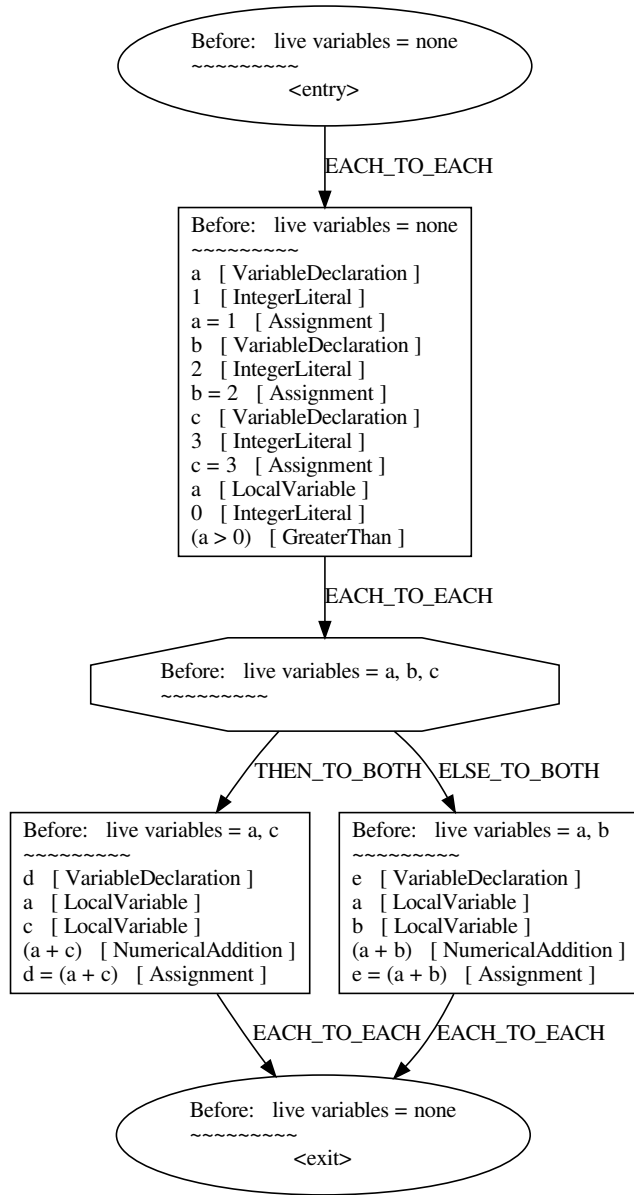 Before: live variables = none
~~~~~~~~~
<entry>
EACH_TO_EACH
Before: live variables = none
~~~~~~~~~
a [ VariableDeclaration ]
1 [ IntegerLiteral ]
a = 1 [ Assignment ]
b [ VariableDeclaration ]
2 [ IntegerLiteral ]
b = 2 [ Assignment ]
c [ VariableDeclaration ]
3 [ IntegerLiteral ]
c = 3 [ Assignment ]
a [ LocalVariable ]
0 [ IntegerLiteral ]
(a > 0) [ GreaterThan ]
EACH_TO_EACH
Before: live variables = a, b, c
~~~~~~~~~
THEN_TO_BOTH
ELSE_TO_BOTH
Before: live variables = a, c
~~~~~~~~~
d [ VariableDeclaration ]
a [ LocalVariable ]
c [ LocalVariable ]
(a + c) [ NumericalAddition ]
d = (a + c) [ Assignment ]
Before: live variables = a, b
~~~~~~~~~
e [ VariableDeclaration ]
a [ LocalVariable ]
b [ LocalVariable ]
(a + b) [ NumericalAddition ]
e = (a + b) [ Assignment ]
EACH_TO_EACH
EACH_TO_EACH
Before: live variables = none
~~~~~~~~~
<exit>